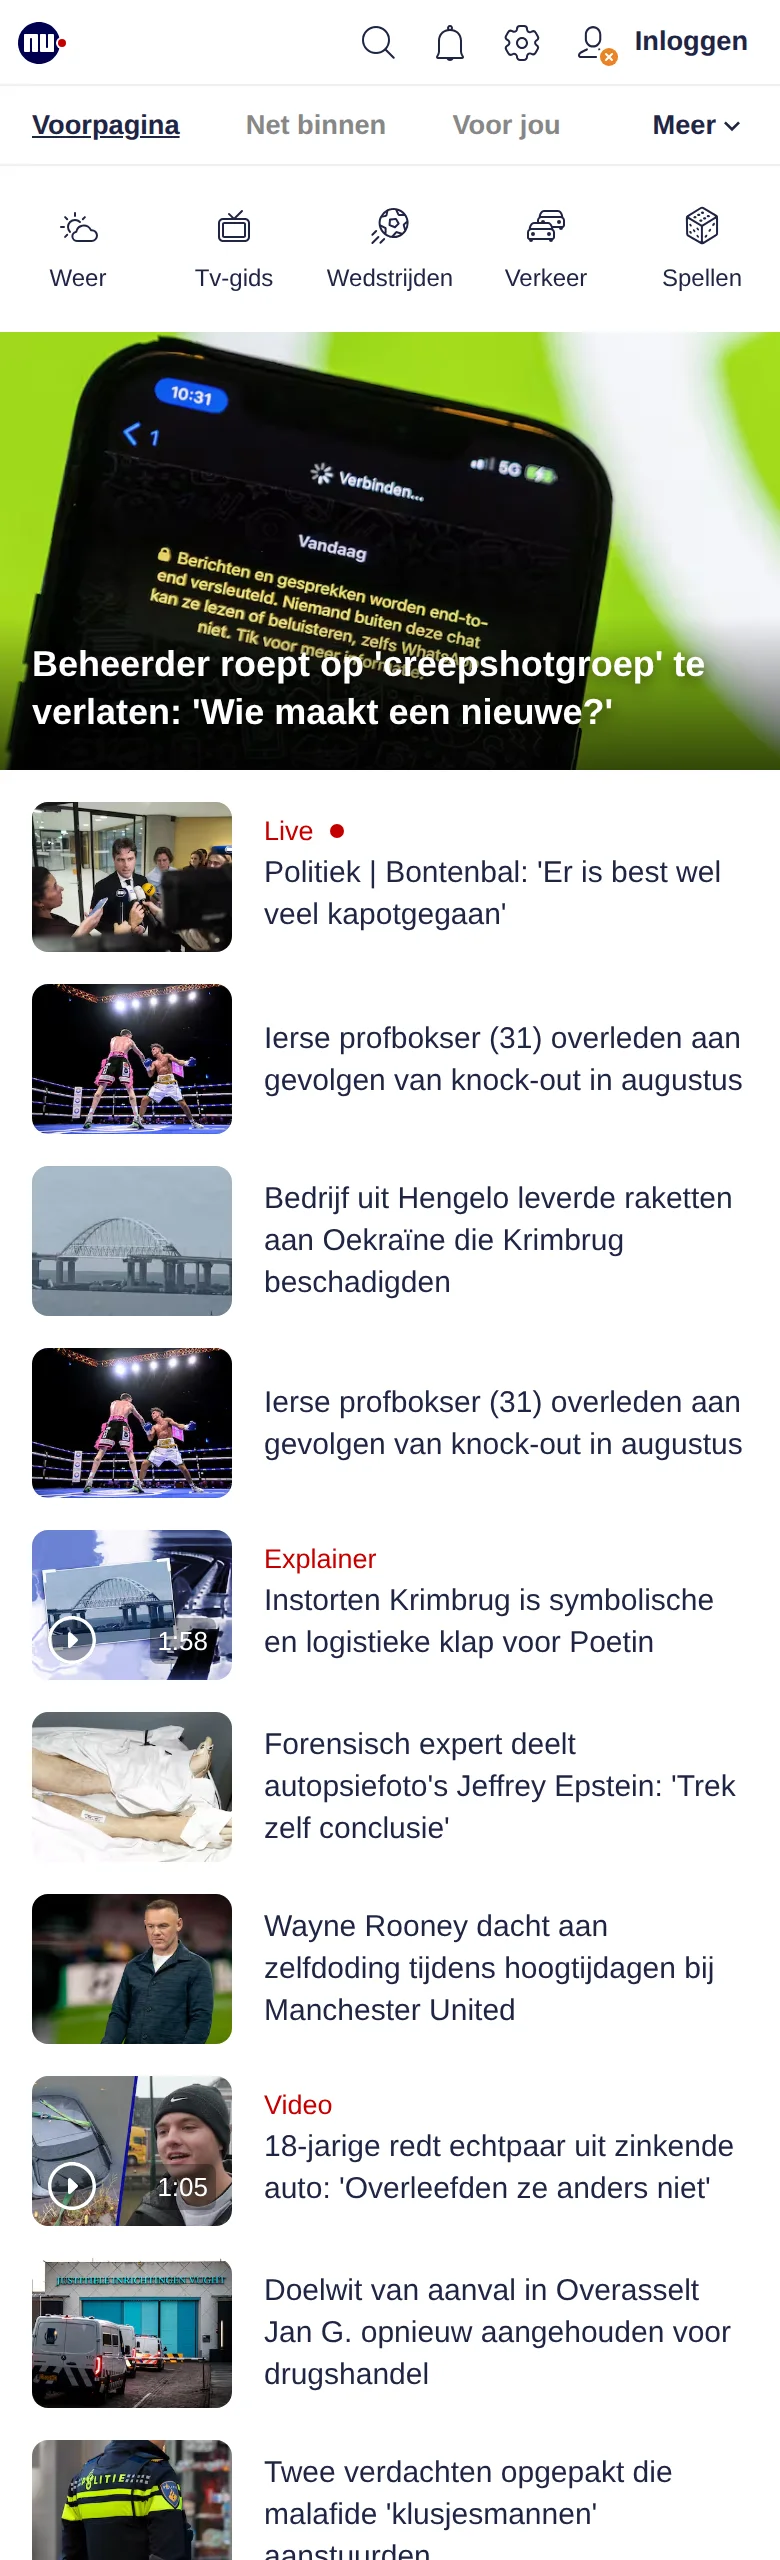 nu
Inloggen
Voorpagina
Net binnen
Voor jou
Meer
Weer
Tv-gids
Wedstrijden
Verkeer
Spellen
10:31
1
5G
Verbinden...
Vandaag
Berichten en gesprekken worden end-to-
end versleuteld. Niemand buiten deze chat
kan ze lezen of beluisteren, zelfs WhatsApp
niet. Tik voor meer informatie.
Beheerder roept op 'creepshotgroep' te
verlaten: 'Wie maakt een nieuwe?'
Live
Politiek | Bontenbal: 'Er is best wel
veel kapotgegaan'
Ierse profbokser (31) overleden aan
gevolgen van knock-out in augustus
Bedrijf uit Hengelo leverde raketten
aan Oekraïne die Krimbrug
beschadigden
Ierse profbokser (31) overleden aan
gevolgen van knock-out in augustus
1:58
Explainer
Instorten Krimbrug is symbolische
en logistieke klap voor Poetin
Forensisch expert deelt
autopsiefoto's Jeffrey Epstein: 'Trek
zelf conclusie'
Wayne Rooney dacht aan
zelfdoding tijdens hoogtijdagen bij
Manchester United
1:05
Video
18-jarige redt echtpaar uit zinkende
auto: 'Overleefden ze anders niet'
JUSTITIELE INRICHTINGEN VUGHT
Doelwit van aanval in Overasselt
Jan G. opnieuw aangehouden voor
drugshandel
POLITIE
Twee verdachten opgepakt die
malafide 'klusjesmannen'
aanstuurden